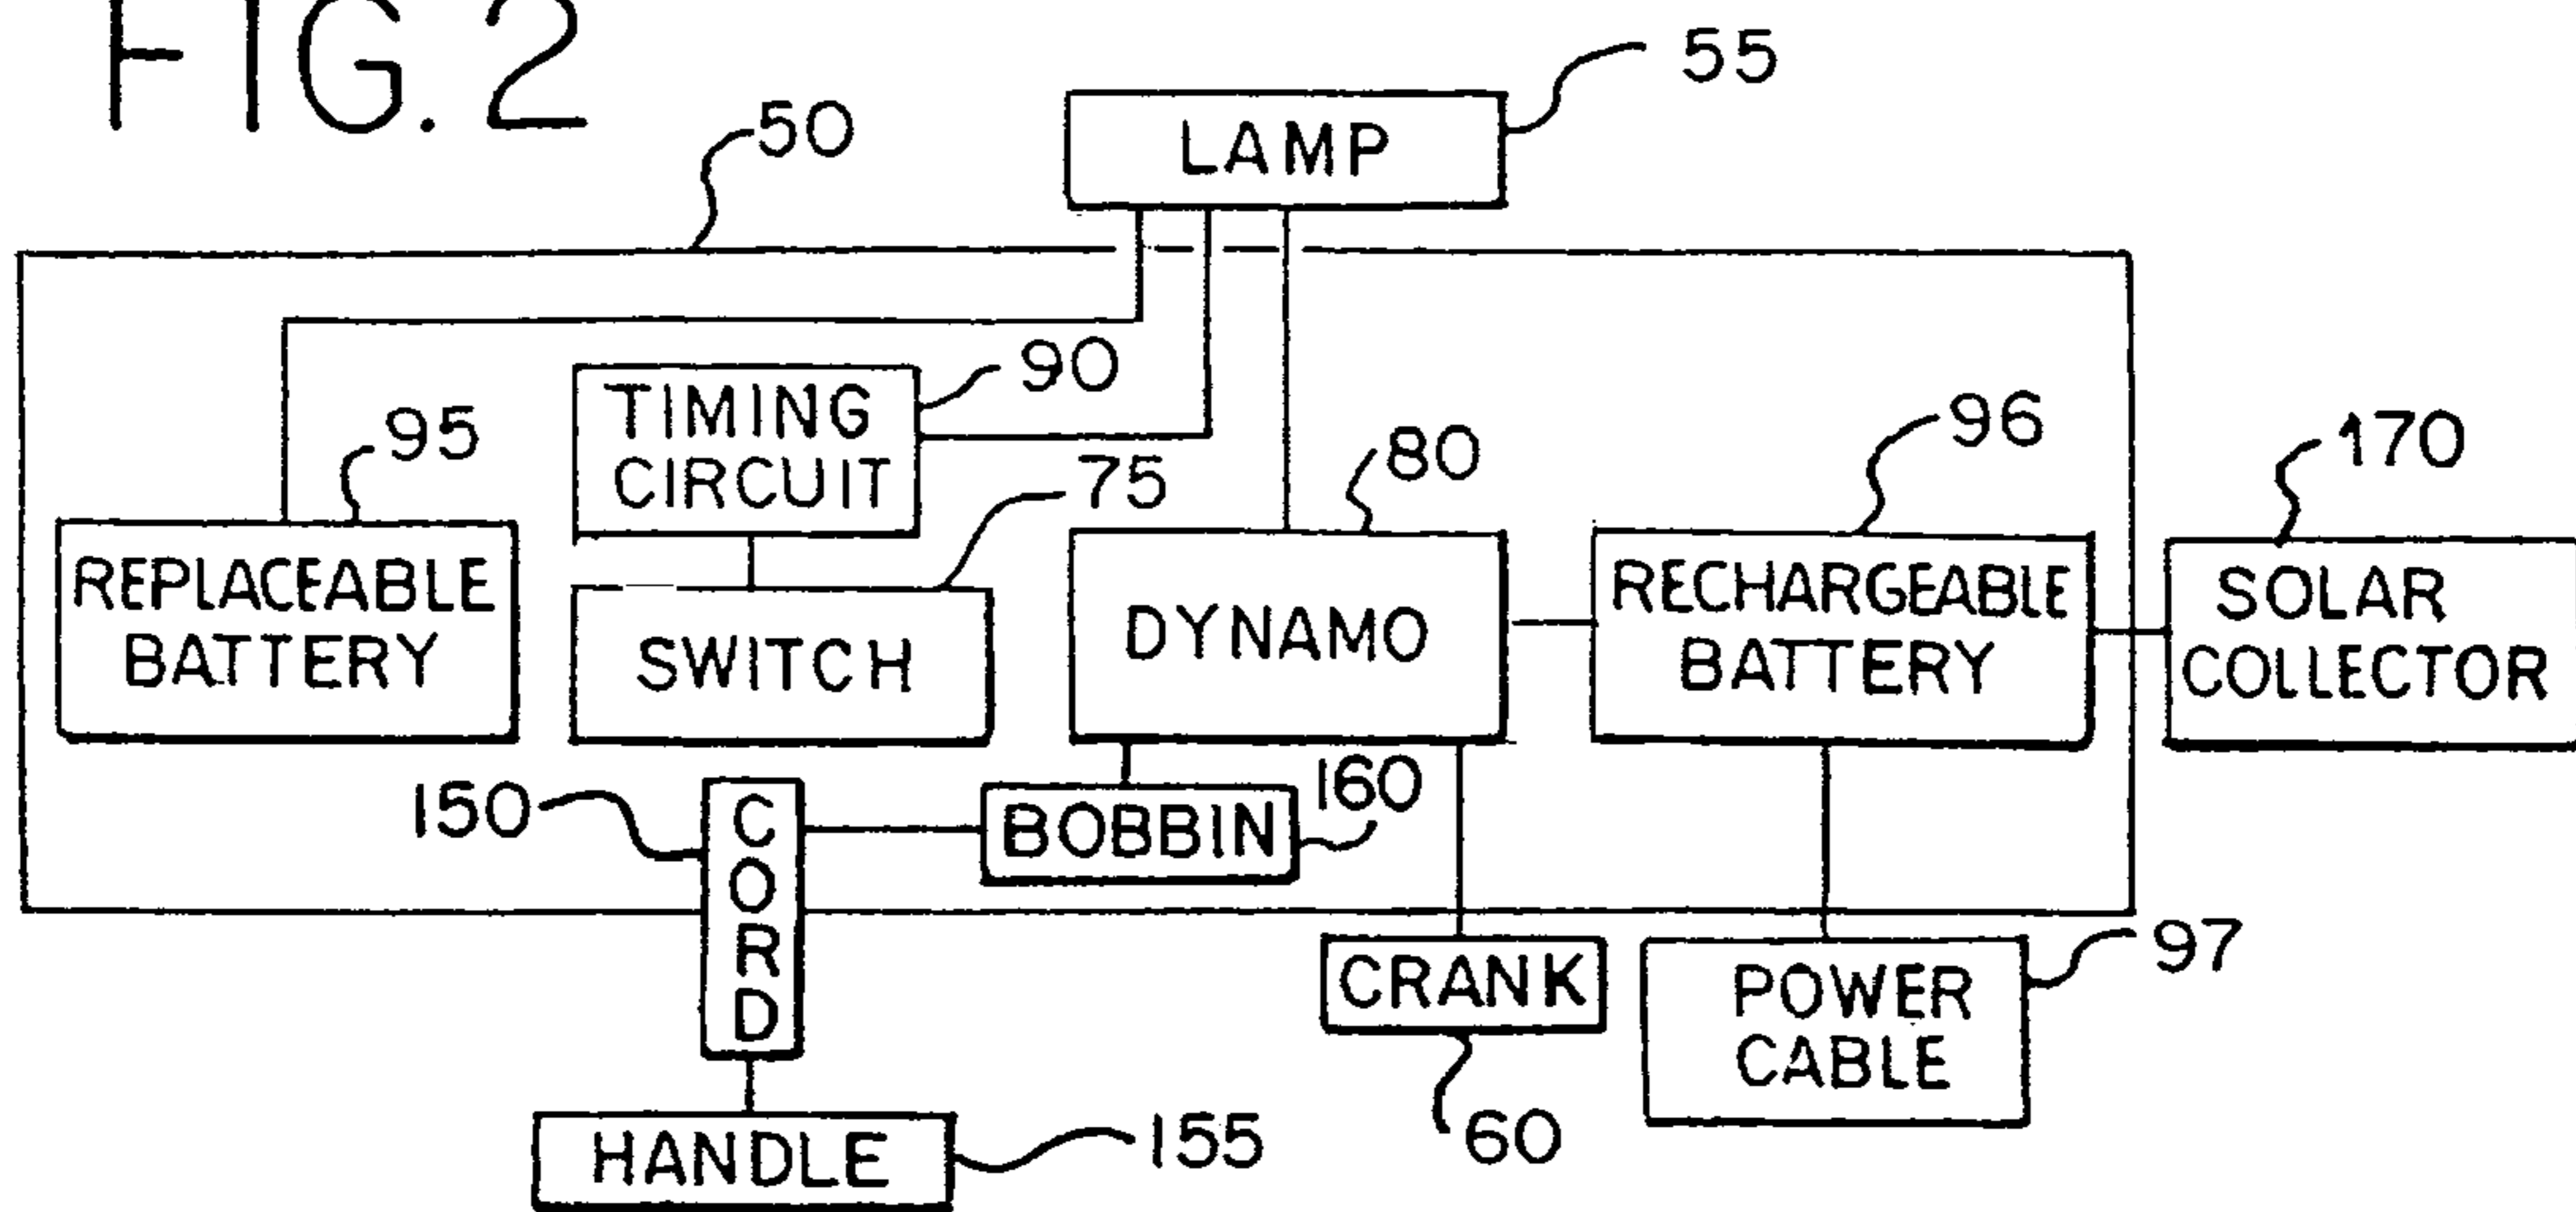 FIG. 2
55
LAMP
50
90
TIMING
CIRCUIT
95
75
80
96
170
REPLACEABLE
BATTERY
SWITCH
DYNAMO
RECHARGEABLE
BATTERY
SOLAR
COLLECTOR
150
CORD
BOBBIN
160
CRANK
60
POWER
CABLE
97
HANDLE
155